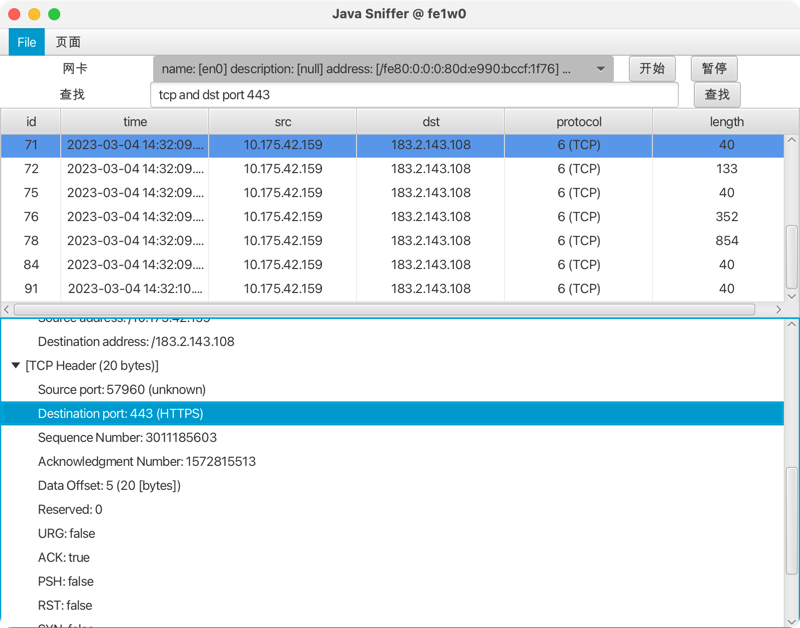 Java Sniffer @ fe1w0
File 页面
网卡 name: [en0] description: [null] address: [/fe80:0:0:0:80d:e990:bccf:1f76] ... 开始 暂停
查找 tcp and dst port 443 查找
id time src dst protocol length
71 2023-03-04 14:32:09.... 10.175.42.159 183.2.143.108 6 (TCP) 40
72 2023-03-04 14:32:09.... 10.175.42.159 183.2.143.108 6 (TCP) 133
75 2023-03-04 14:32:09.... 10.175.42.159 183.2.143.108 6 (TCP) 40
76 2023-03-04 14:32:09.... 10.175.42.159 183.2.143.108 6 (TCP) 352
78 2023-03-04 14:32:09.... 10.175.42.159 183.2.143.108 6 (TCP) 854
84 2023-03-04 14:32:09.... 10.175.42.159 183.2.143.108 6 (TCP) 40
91 2023-03-04 14:32:10.... 10.175.42.159 183.2.143.108 6 (TCP) 40
Source address: /10.175.42.159
Destination address: /183.2.143.108
[TCP Header (20 bytes)]
Source port: 57960 (unknown)
Destination port: 443 (HTTPS)
Sequence Number: 3011185603
Acknowledgment Number: 1572815513
Data Offset: 5 (20 [bytes])
Reserved: 0
URG: false
ACK: true
PSH: false
RST: false
SYN: false